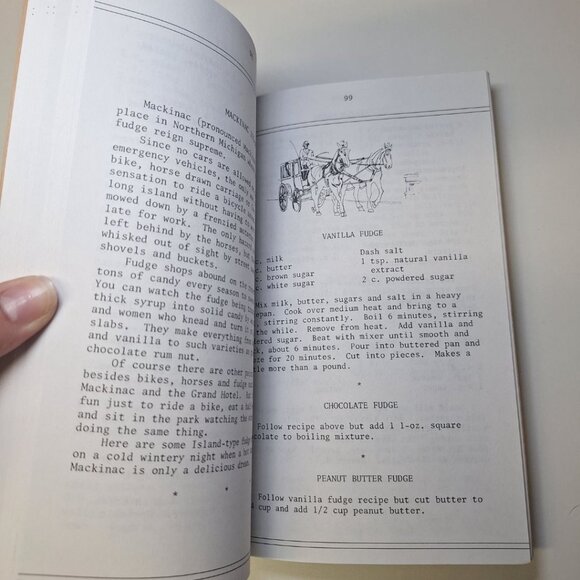 MACKINAC
Mackinac (pronounced
place in Northern Michigan
fudge reign supreme.
Since no cars are allowed
emergency vehicles, the only
bike, horse drawn carriage
sensation to ride a bicycle
long island without having
mowed down by a frenzied
late for work. The only
left behind by the horses, but
whisked out of sight by street
shovels and buckets.
Fudge shops abound on the
tons of candy every season
You can watch the fudge being
thick syrup into solid candy
and women who knead and turn it
slabs. They make everything
and vanilla to such varieties
chocolate rum nut.
Of course there are other
besides bikes, horses and fudge
Mackinac and the Grand Hotel.
fun just to ride a bike, eat a
and sit in the park watching the
doing the same thing.
Here are some Island-type fudge
on a cold wintery night when a
Mackinac is only a delicious dream.
* *
99
VANILLA FUDGE
c. milk
c. butter
c. brown sugar
c. white sugar
Dash salt
1 tsp. natural vanilla
extract
2 c. powdered sugar
Mix milk, butter, sugars and salt in a heavy
epan. Cook over medium heat and bring to a
, stirring constantly. Boil 6 minutes, stirring
the while. Remove from heat. Add vanilla and
dered sugar. Beat with mixer until smooth and
k, about 6 minutes. Pour into buttered pan and
ze for 20 minutes. Cut into pieces. Makes a
tle more than a pound.
*
CHOCOLATE FUDGE
Follow recipe above but add 1 1-oz. square
ocolate to boiling mixture.
*
PEANUT BUTTER FUDGE
Follow vanilla fudge recipe but cut butter to
cup and add 1/2 cup peanut butter.